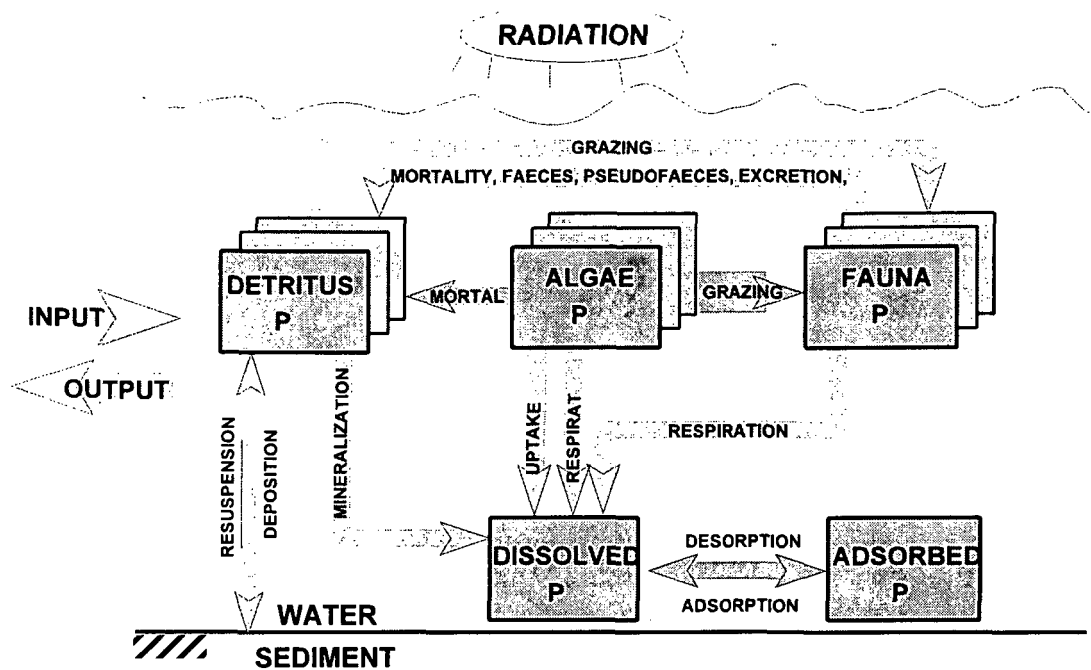 RADIATION
GRAZING
MORTALITY, FAECES, PSEUDOFAECES, EXCRETION,
DETRITUS
P
MORTAL
ALGAE
P
GRAZING
FAUNA
P
INPUT
OUTPUT
RESUSPENSION
DEPOSITION
MINERALIZATION
UPTAKE
RESPIRAT
RESPIRATION
DISSOLVED
P
DESORPTION
ADSORPTION
ADSORBED
P
WATER
SEDIMENT